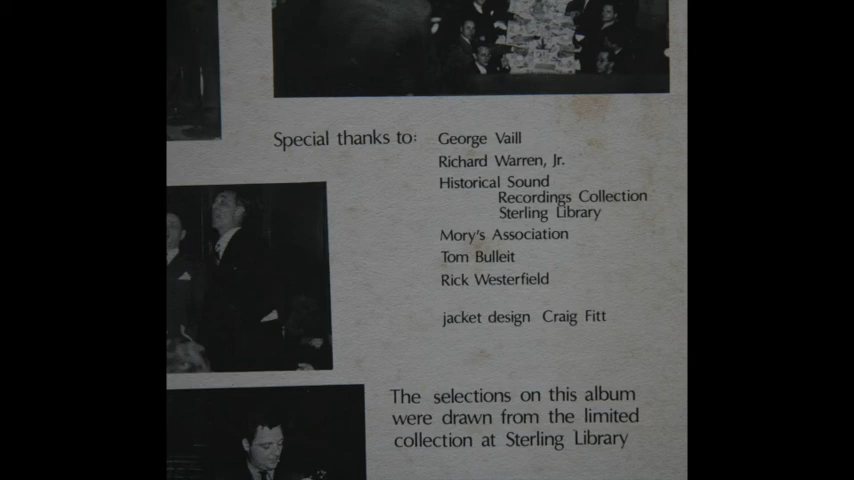 Special thanks to: George Vaill
Richard Warren, Jr.
Historical Sound
Recordings Collection
Sterling Library
Mory's Association
Tom Bulleit
Rick Westerfield
jacket design Craig Fitt
The selections on this album
were drawn from the limited
collection at Sterling Library